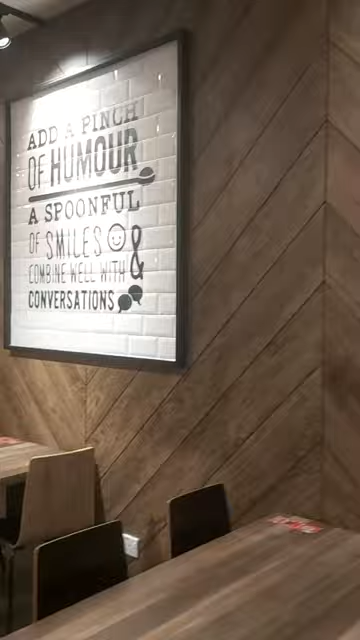 ADD A PINCH
OF HUMOUR
A SPOONFUL
OF SMILES &
COMBINE WELL WITH
CONVERSATIONS